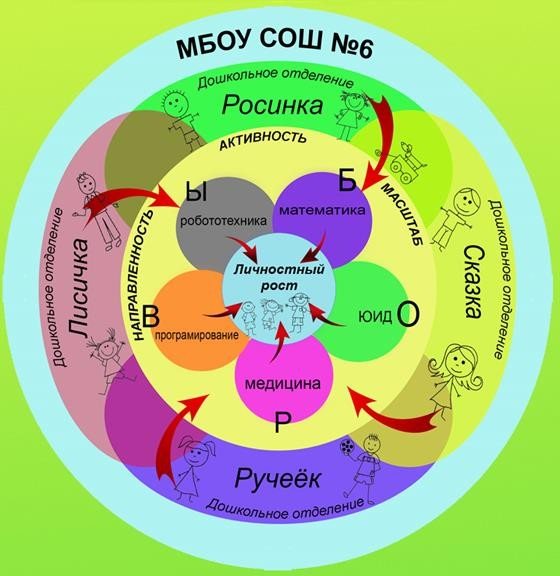 МБОУ СОШ №6
Дошкольное отделение
Росинка
АКТИВНОСТЬ
МАСШТАБ
НАПРАВЛЕННОСТЬ
Ы
робототехника
Б
математика
Личностный
рост
В
програмирование
ЮИД О
медицина
Р
Лисичка
Дошкольное отделение
Сказка
Дошкольное отделение
Ручеёк
Дошкольное отделение